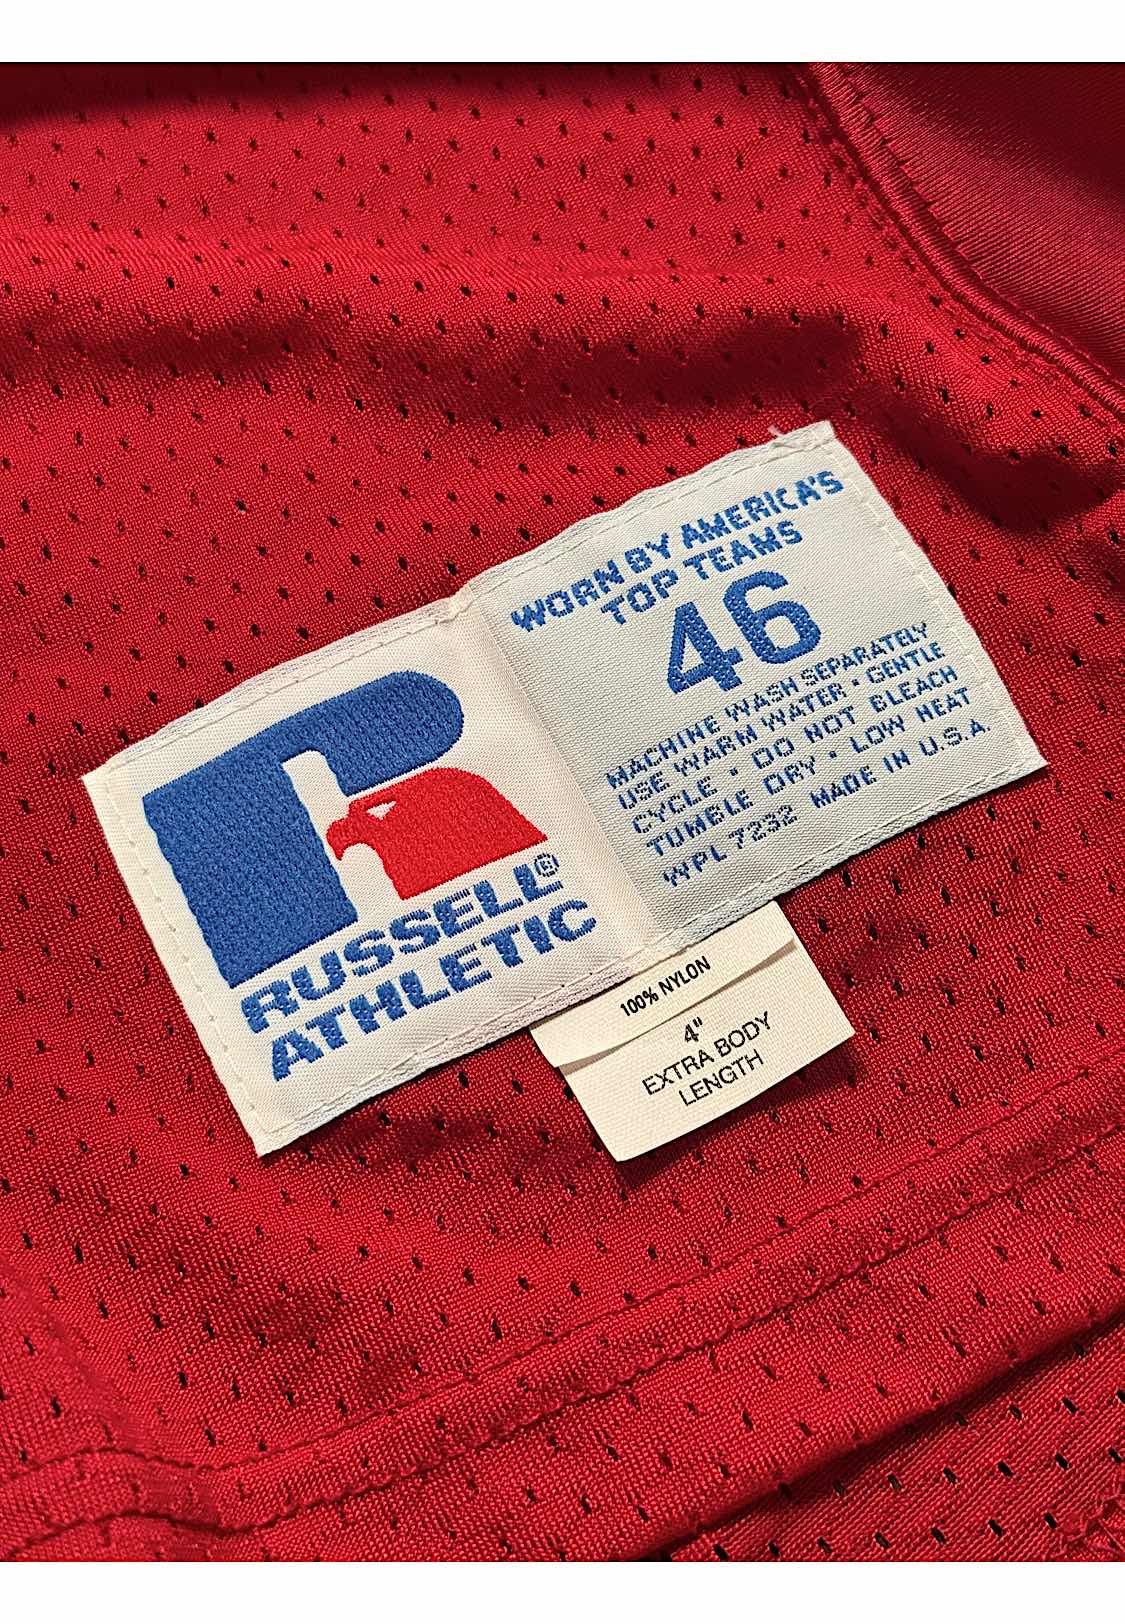 RUSSELL®
ATHLETIC
WORN BY AMERICA'S
TOP TEAMS
46
MACHINE WASH SEPARATELY
USE WARM WATER • GENTLE
CYCLE • DO NOT BLEACH
TUMBLE DRY • LOW HEAT
WPL 7232 MADE IN U.S.A.
100% NYLON
4"
EXTRA BODY
LENGTH